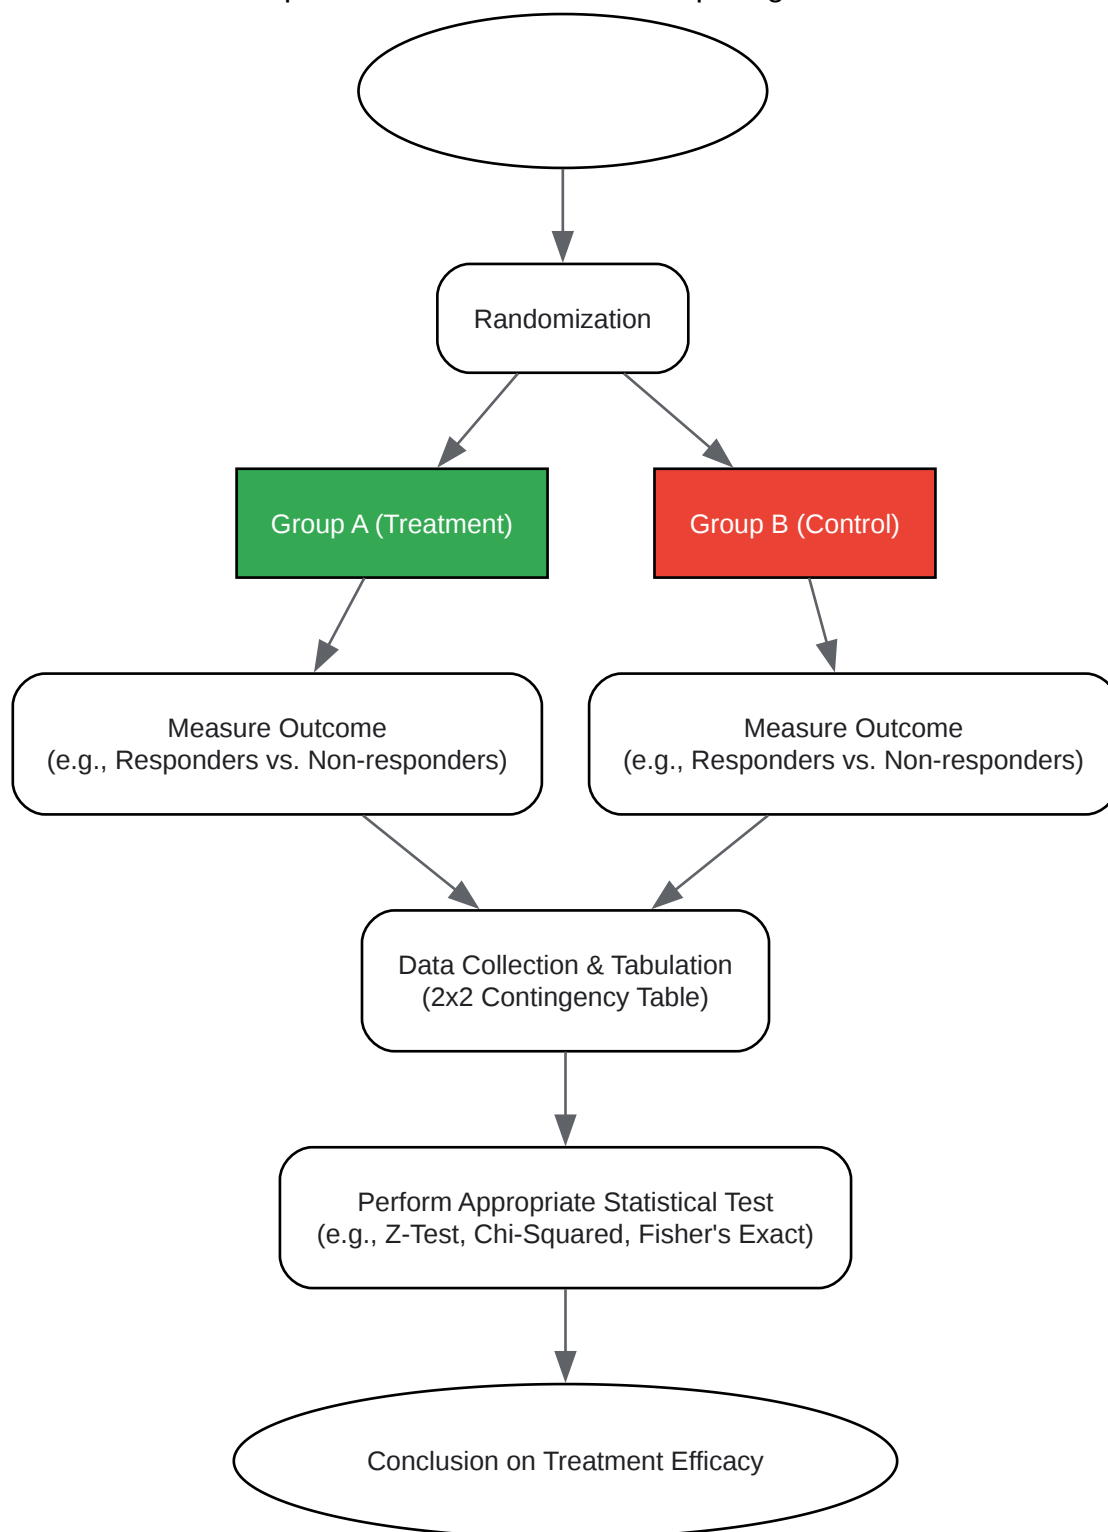 Randomization
Group A (Treatment)
Group B (Control)
Measure Outcome
(e.g., Responders vs. Non-responders)
Measure Outcome
(e.g., Responders vs. Non-responders)
Data Collection & Tabulation
(2x2 Contingency Table)
Perform Appropriate Statistical Test
(e.g., Z-Test, Chi-Squared, Fisher's Exact)
Conclusion on Treatment Efficacy